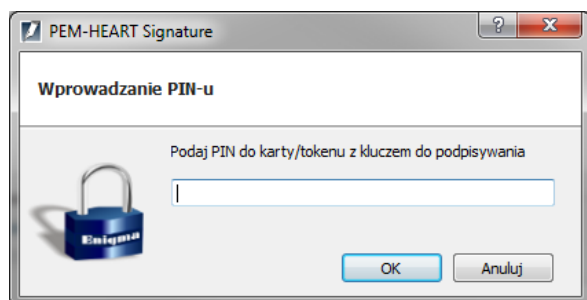 PEM-HEART Signature
Wprowadzanie PIN-u
Podaj PIN do karty/tokenu z kluczem do podpisywania
Enigma
OK Anuluj